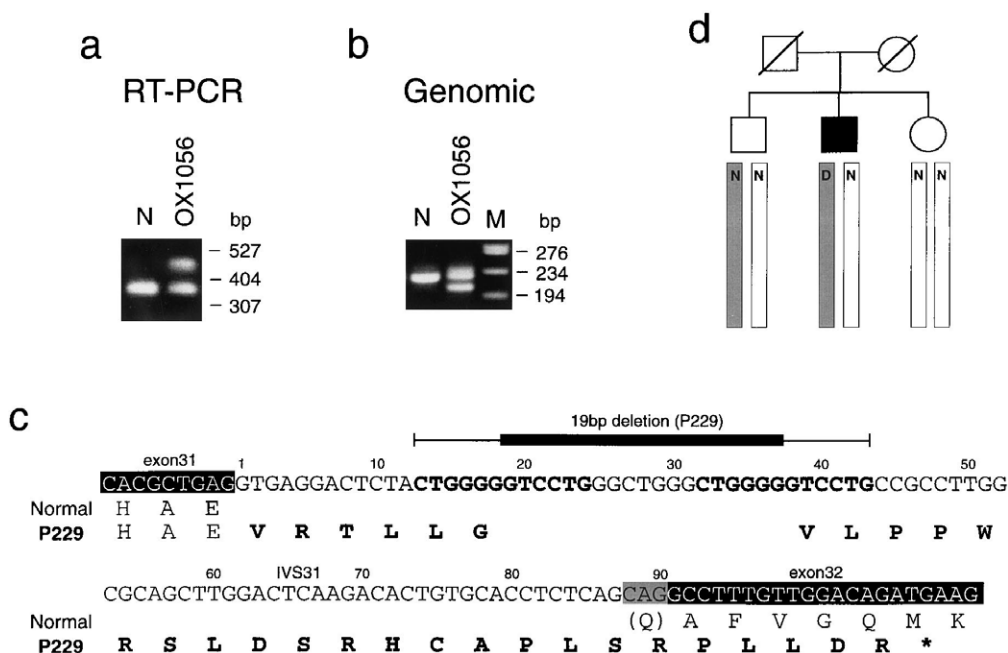 a
RT-PCR
N OX1056 bp
527
404
307
b
Genomic
N OX1056 M bp
276
234
194
d
N N D N N N
c
19bp deletion (P229)
exon31 1 10 20 30 40 50
CACGCTGAGGTGAGGACTCTACTGGGGGTCCTGGGCTGGGCTGGGGGTCCTGCCGCCTTGG
Normal H A E
P229 H A E V R T L L G V L P P W
60 IVS31 70 80 90 exon32
CGCAGCTTGGACTCAAGACACTGTGCACCTCTCAGCAGGCCTTTGTTGGACAGATGAAG
Normal (Q) A F V G Q M K
P229 R S L D S R H C A P L S R P L L D R *